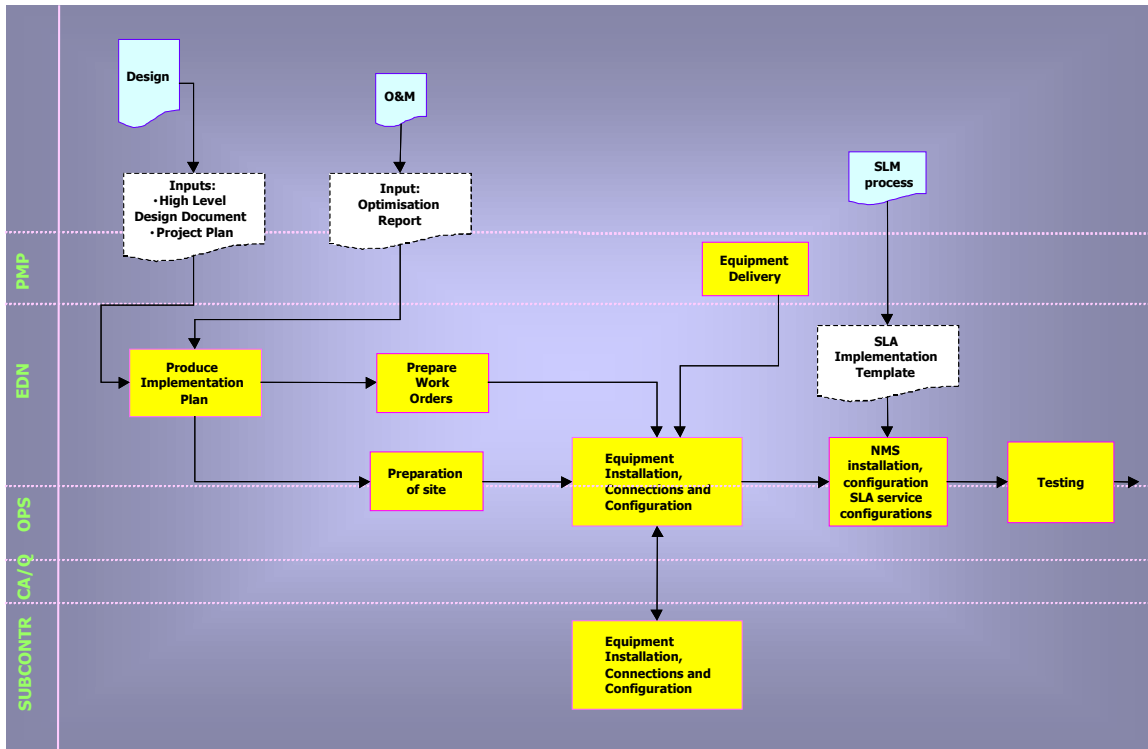 Design
O&M
SLM
process
Inputs:
•High Level
Design Document
•Project Plan
Input:
Optimisation
Report
PMP
Equipment
Delivery
EDN
Produce
Implementation
Plan
Prepare
Work
Orders
SLA
Implementation
Template
Preparation
of site
Equipment
Installation,
Connections and
Configuration
NMS
installation,
configuration
SLA service
configurations
Testing
OPS
CA/Q
SUBCONTR
Equipment
Installation,
Connections and
Configuration